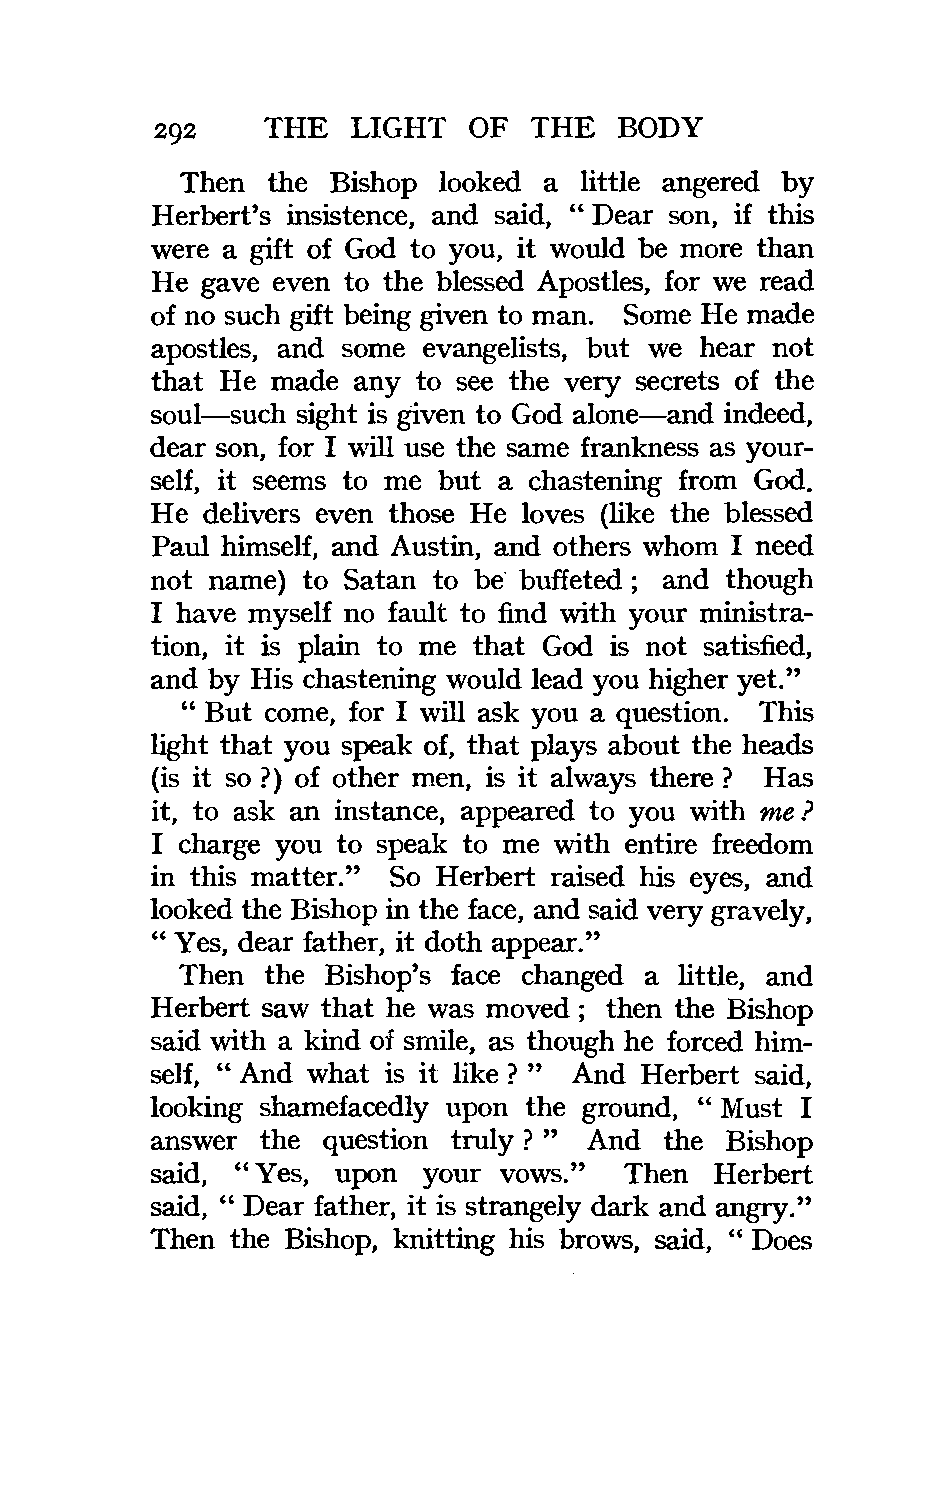 292 THE LIGHT OF THE BODY
Then the Bishop looked a little angered by
Herbert's insistence, and said, " Dear son, if this
were a gift of God to you, it would be more than
He gave even to the blessed Apostles, for we read
of no such gift being given to man. Some He made
apostles, and some evangelists, but we hear not
that He made any to see the very secrets of the
soul—such sight is given to God alone—and indeed,
dear son, for I will use the same frankness as your-
self, it seems to me but a chastening from God.
He delivers even those He loves (like the blessed
Paul himself, and Austin, and others whom I need
not name) to Satan to be buffeted ; and though
I have myself no fault to find with your ministra-
tion, it is plain to me that God is not satisfied,
and by His chastening would lead you higher yet."
" But come, for I will ask you a question. This
light that you speak of, that plays about the heads
(is it so ?) of other men, is it always there ? Has
it, to ask an instance, appeared to you with me ?
I charge you to speak to me with entire freedom
in this matter." So Herbert raised his eyes, and
looked the Bishop in the face, and said very gravely,
" Yes, dear father, it doth appear."
Then the Bishop's face changed a little, and
Herbert saw that he was moved ; then the Bishop
said with a kind of smile, as though he forced him-
self, " And what is it like ? " And Herbert said,
looking shamefacedly upon the ground, " Must I
answer the question truly ? " And the Bishop
said, " Yes, upon your vows." Then Herbert
said, " Dear father, it is strangely dark and angry."
Then the Bishop, knitting his brows, said, " Does